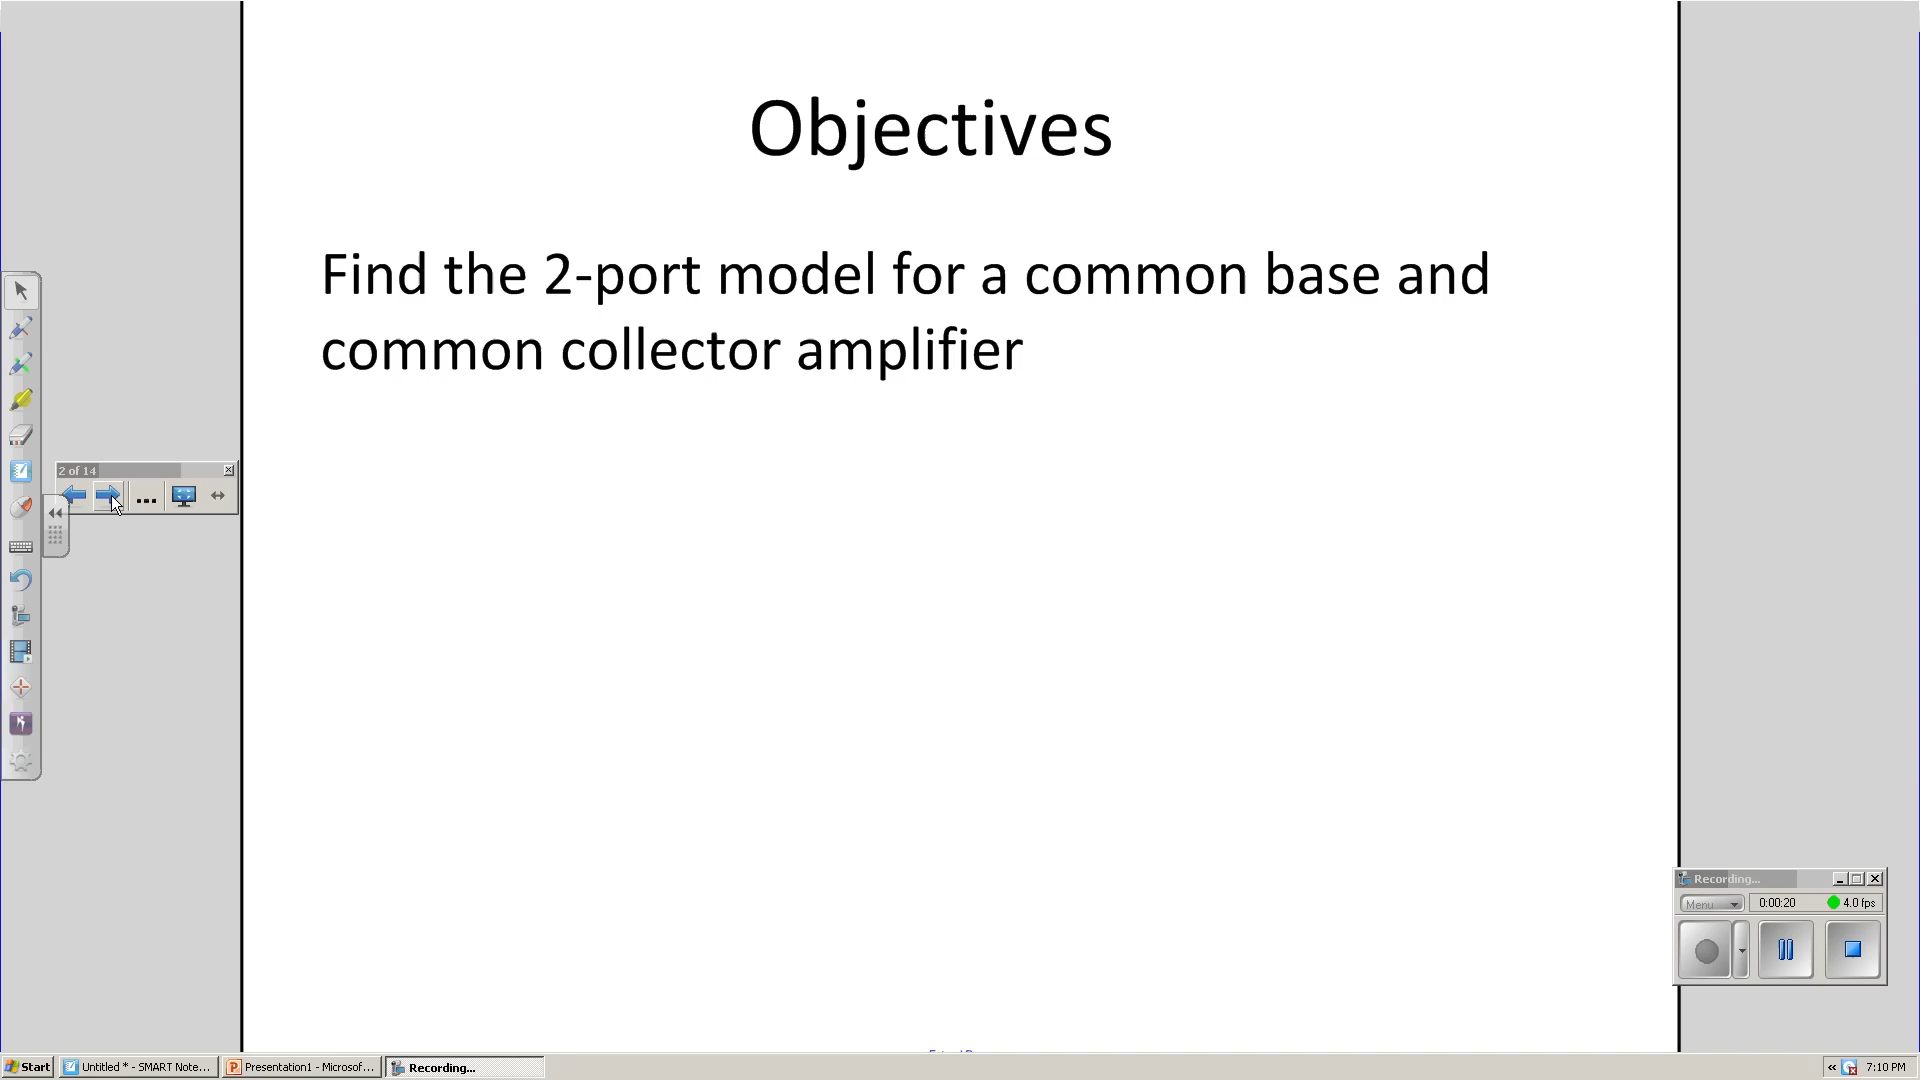 Objectives
Find the 2-port model for a common base and
common collector amplifier
2 of 14
...
Recording...
Menu
0:00:20
4.0 fps
Start
Untitled * - SMART Note...
Presentation1 - Microsof...
Recording...
7:10 PM